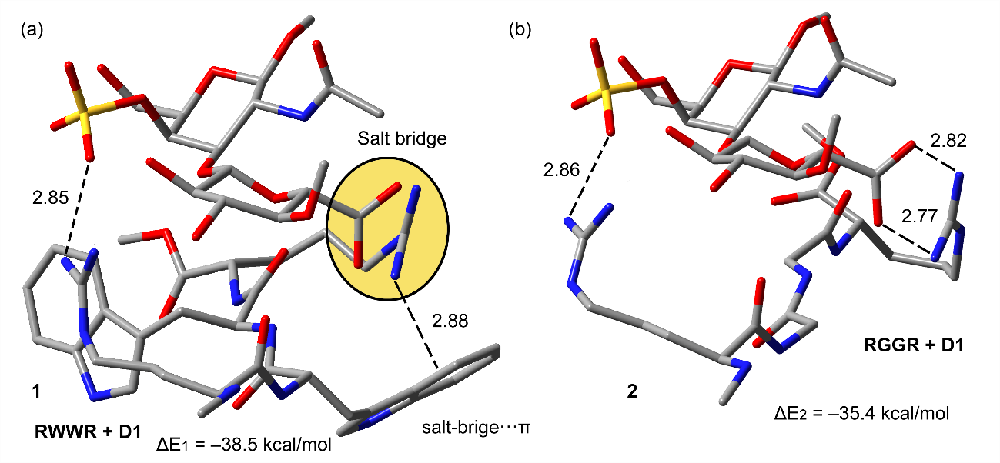 (a)
Salt bridge
2.85
2.88
1
RWWR + D1
salt-brige···π
ΔE1 = –38.5 kcal/mol
(b)
2.82
2.86
2.77
RGGR + D1
2
ΔE2 = –35.4 kcal/mol